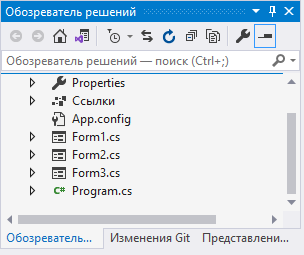 Обозреватель решений
Обозреватель решений — поиск (Ctrl+;)
Properties
Ссылки
App.config
Form1.cs
Form2.cs
Form3.cs
C# Program.cs
Обозреватель... Изменения Git Представлени...